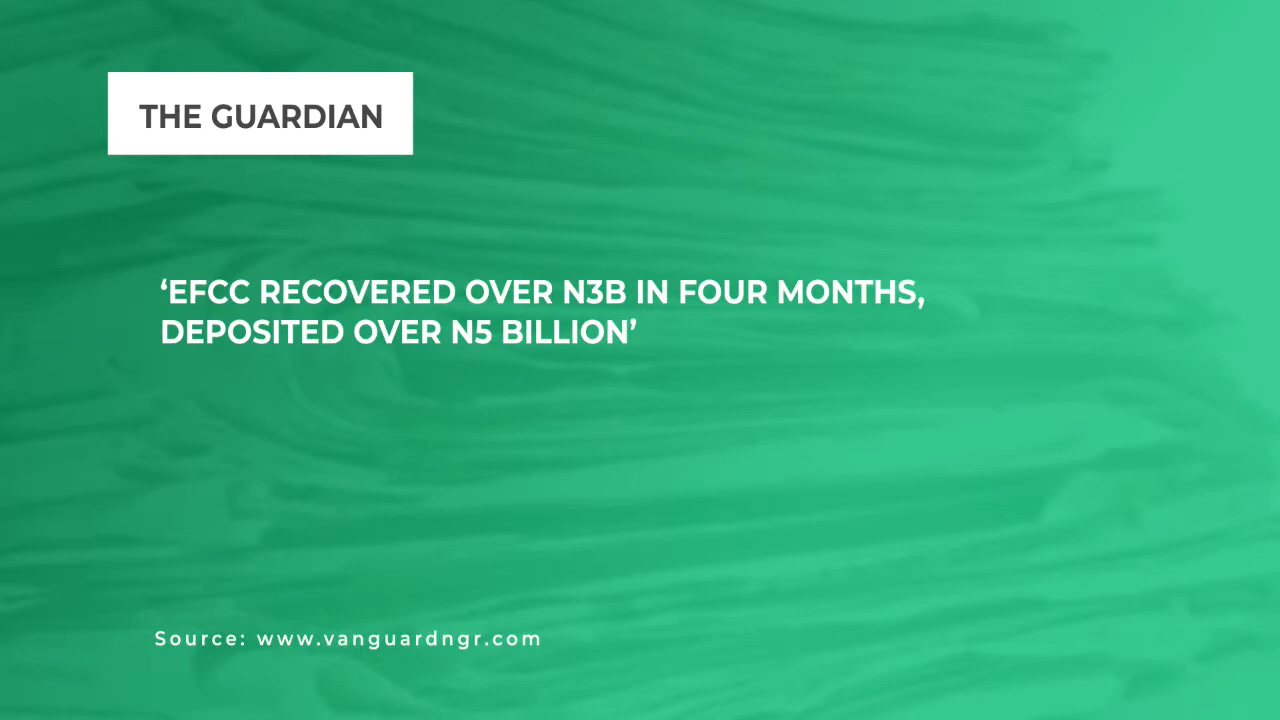 THE GUARDIAN
‘EFCC RECOVERED OVER N3B IN FOUR MONTHS,
DEPOSITED OVER N5 BILLION’
Source: www.vanguardngr.com